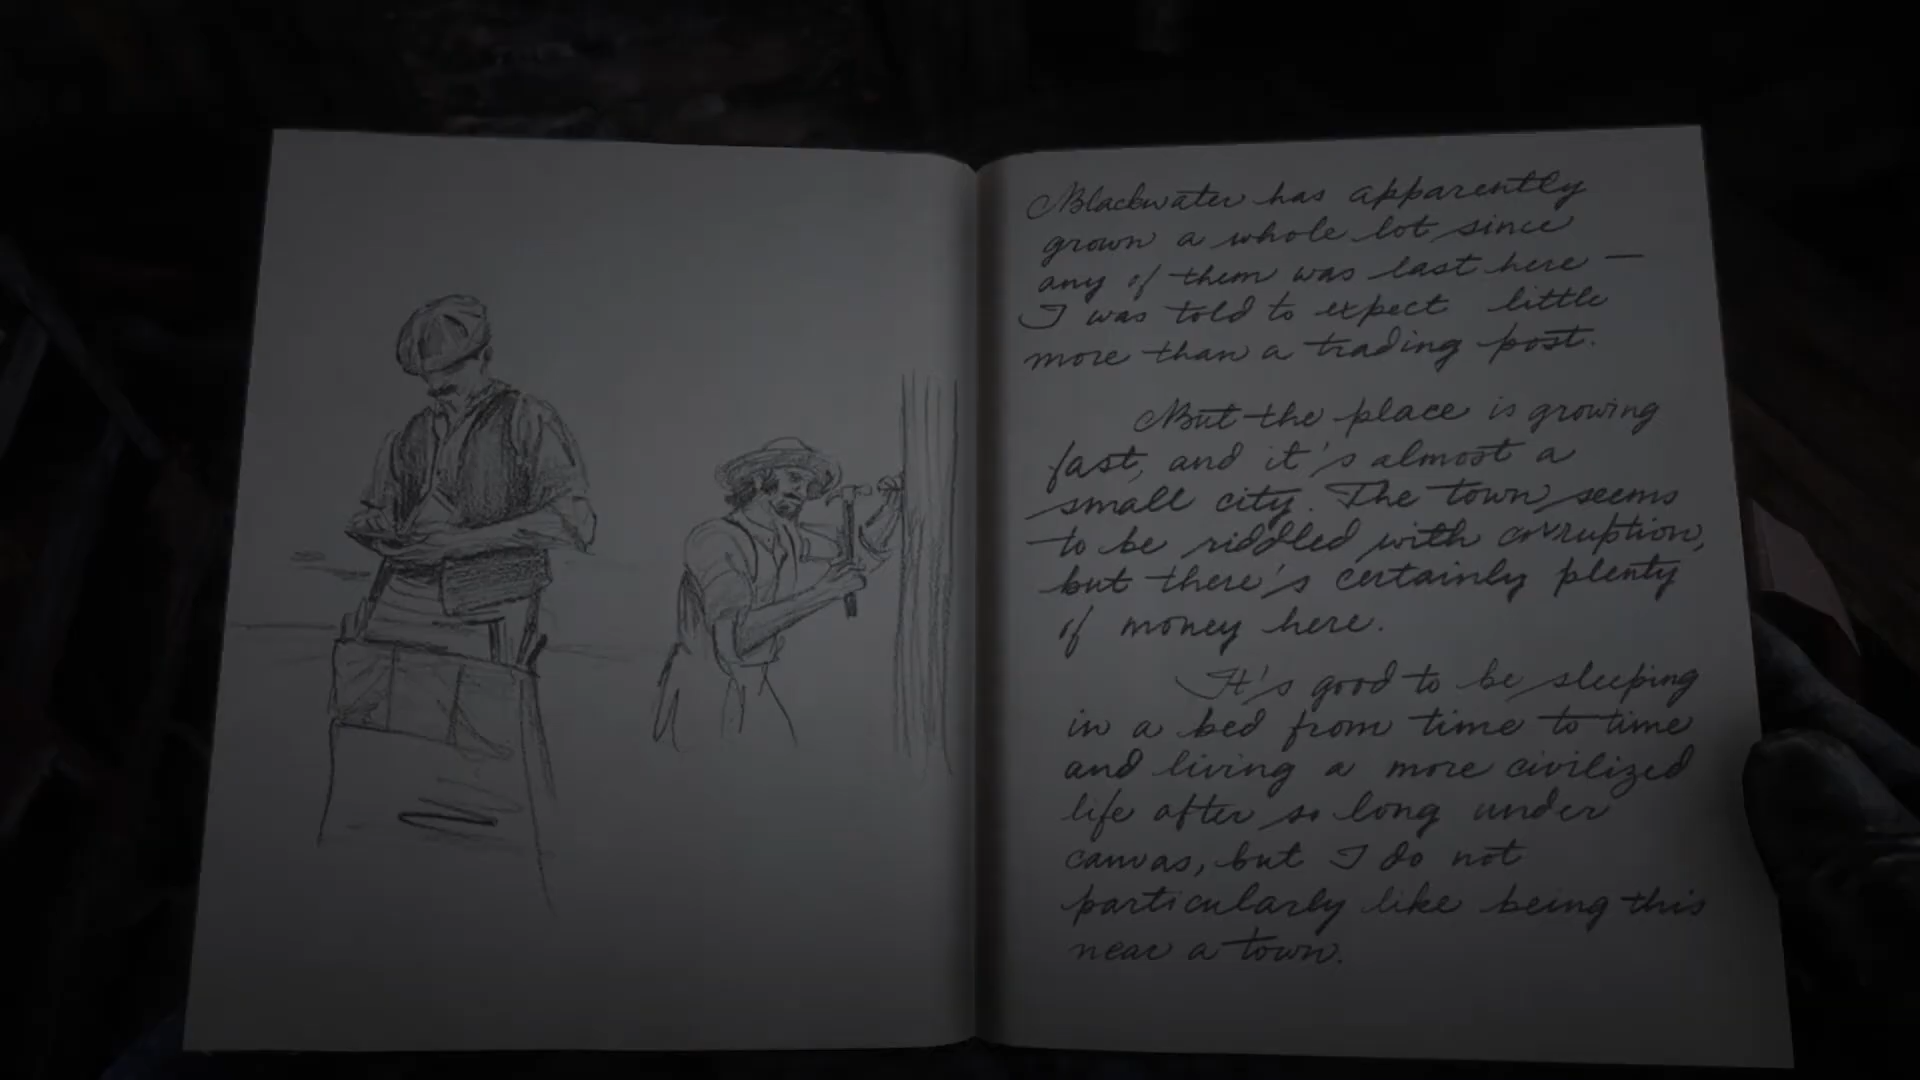 Blackwater has apparently
grown a whole lot since
any of them was last here —
I was told to expect little
more than a trading post.
But the place is growing
fast, and it's almost a
small city. The town seems
to be riddled with corruption,
but there's certainly plenty
of money here.
It's good to be sleeping
in a bed from time to time
and living a more civilized
life after so long under
canvas, but I do not
particularly like being this
near a town.